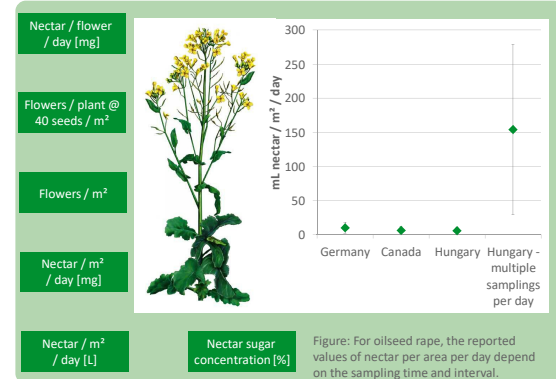 Nectar / flower
/ day [mg]
Flowers / plant @
40 seeds / m²
Flowers / m²
Nectar / m²
/ day [mg]
Nectar / m²
/ day [L]
Nectar sugar
concentration [%]
mL nectar / m² / day
300
250
200
150
100
50
0
Germany
Canada
Hungary
Hungary -
multiple
samplings
per day
Figure: For oilseed rape, the reported
values of nectar per area per day depend
on the sampling time and interval.